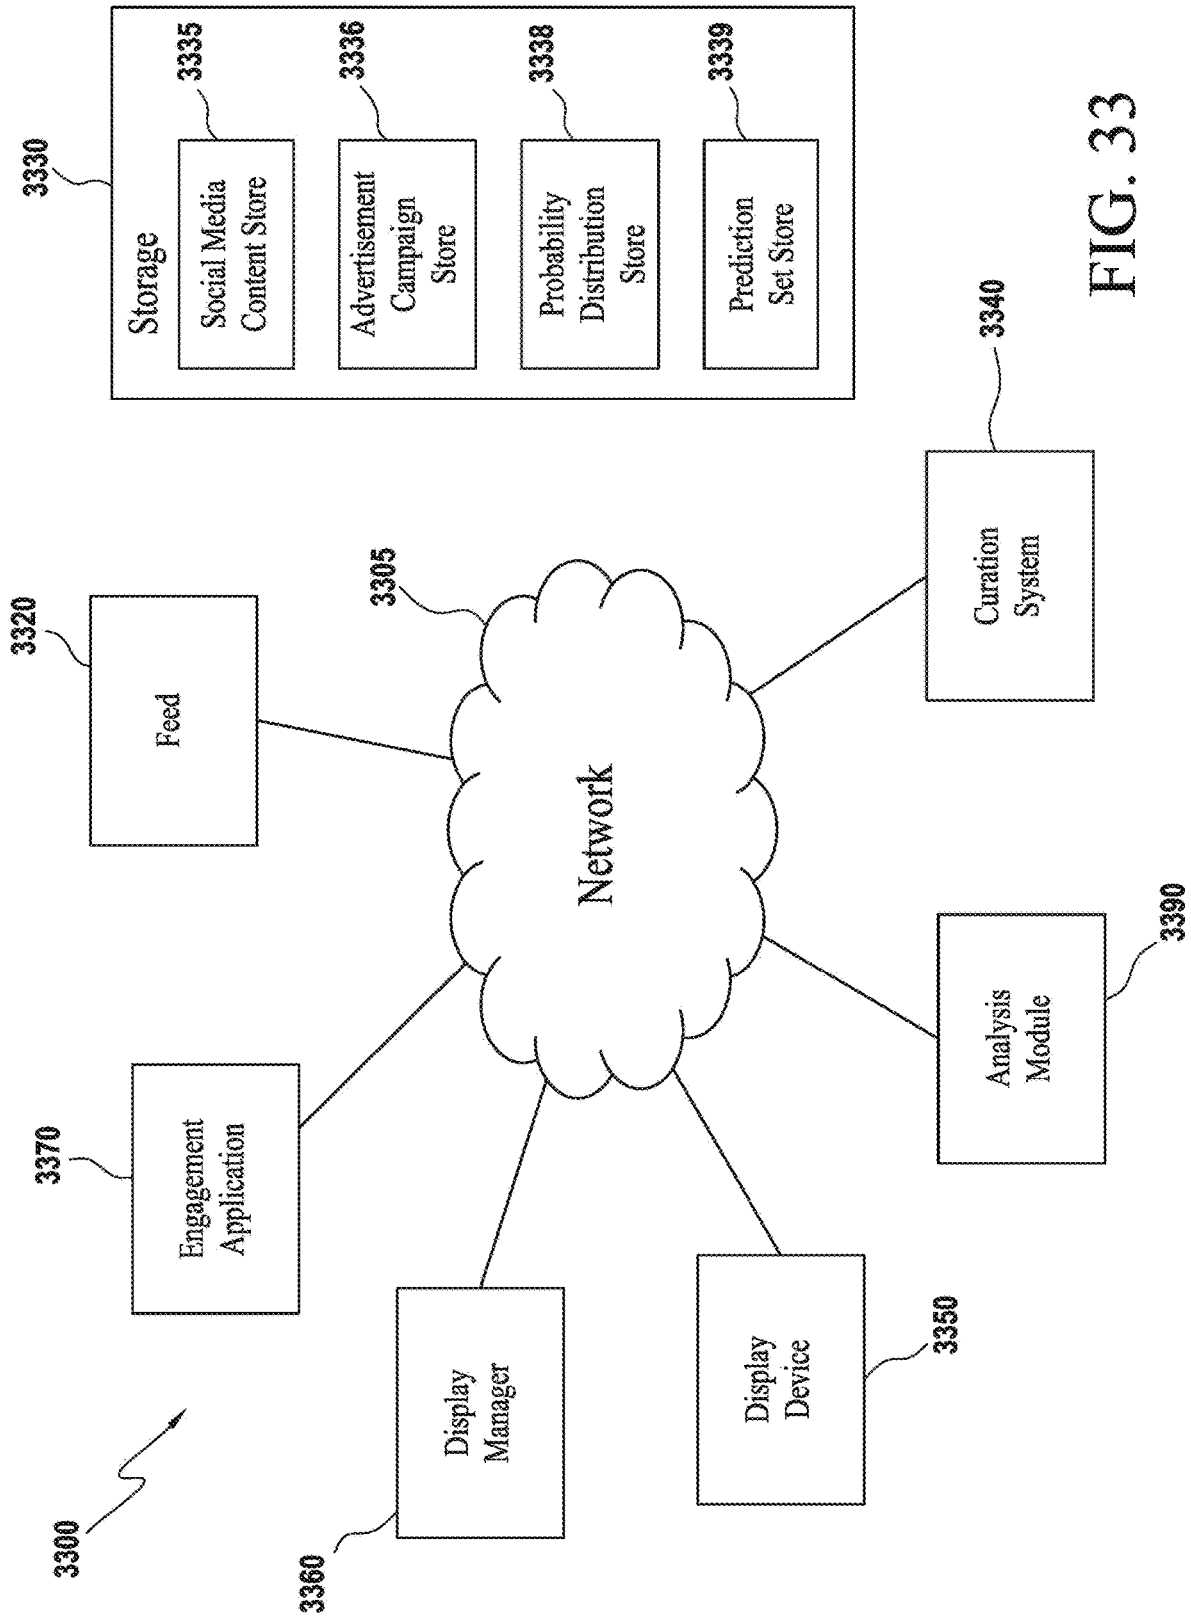 3300
3370
Engagement
Application
3320
Feed
3330
Storage
3335
Social Media
Content Store
3336
Advertisement
Campaign
Store
3338
Probability
Distribution
Store
3339
Prediction
Set Store
3360
Display
Manager
3305
Network
3350
Display
Device
3390
Analysis
Module
3340
Curation
System
FIG. 33